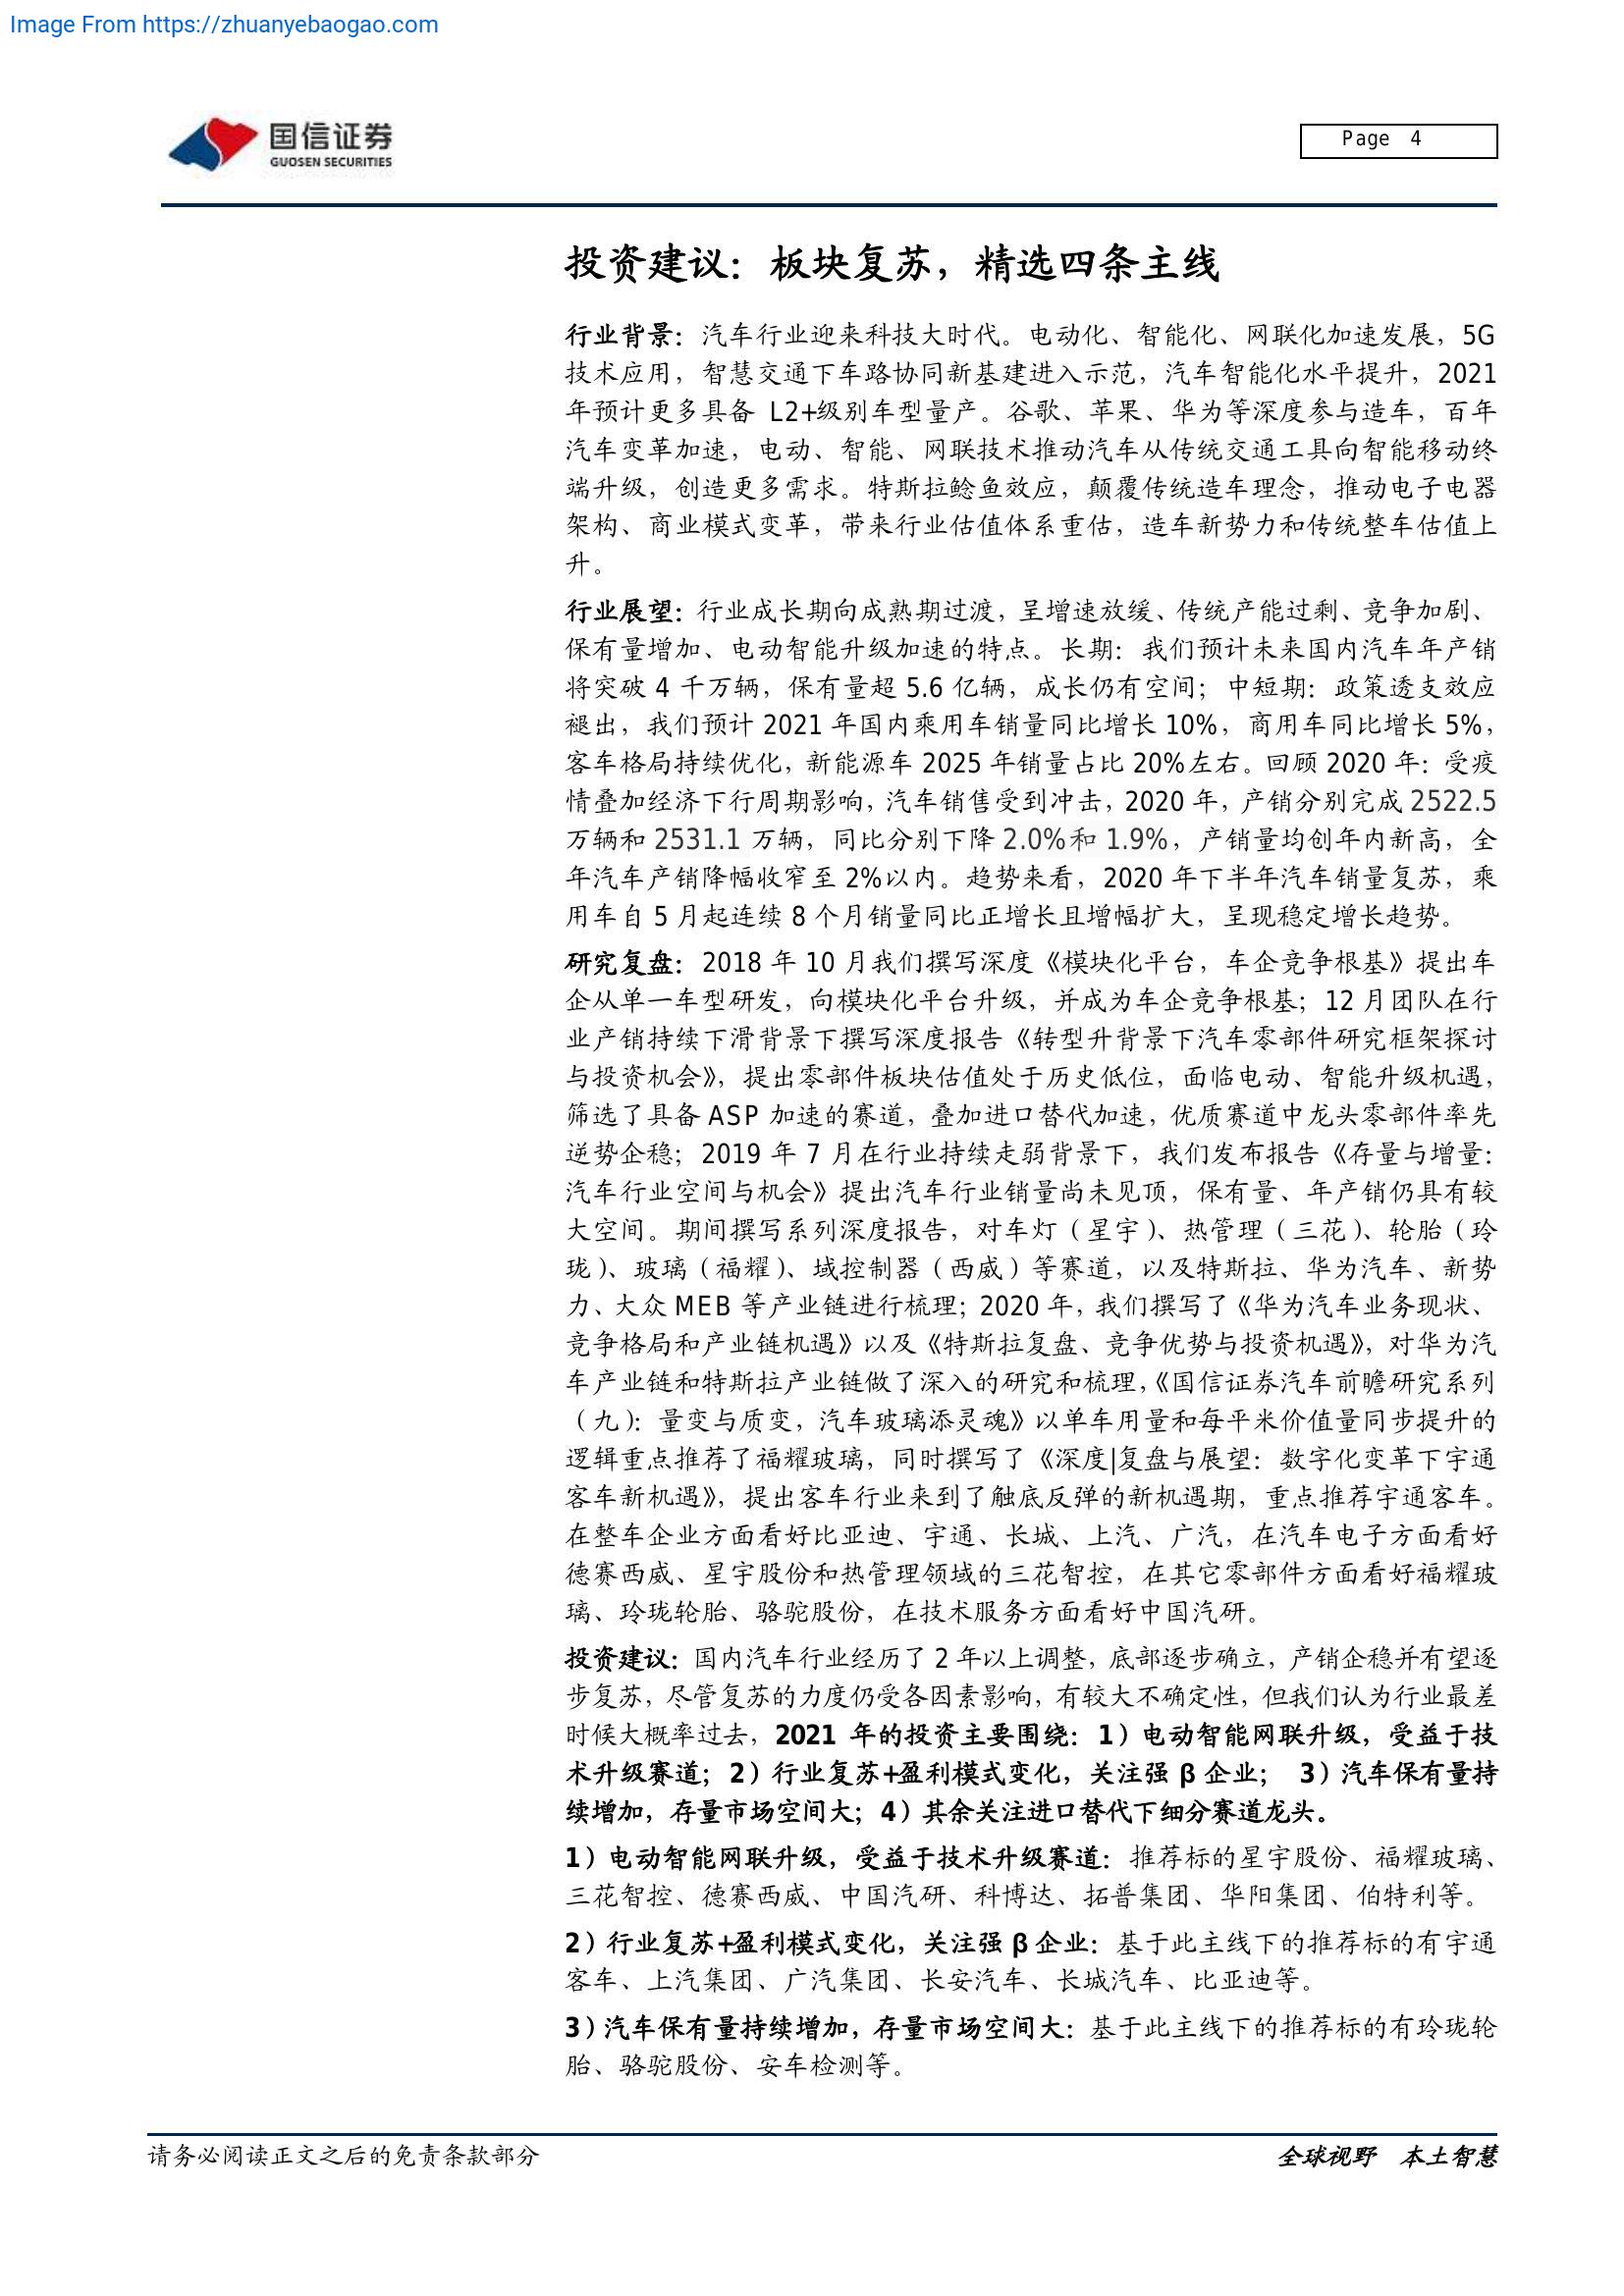 Image From https://zhuanyebaogao.com
国信证券
GUOSEN SECURITIES
Page 4
投资建议：板块复苏，精选四条主线
行业背景：汽车行业迎来科技大时代。电动化、智能化、网联化加速发展，5G
技术应用，智慧交通下车路协同新基建进入示范，汽车智能化水平提升，2021
年预计更多具备 L2+级别车型量产。谷歌、苹果、华为等深度参与造车，百年
汽车变革加速，电动、智能、网联技术推动汽车从传统交通工具向智能移动终
端升级，创造更多需求。特斯拉鲶鱼效应，颠覆传统造车理念，推动电子电器
架构、商业模式变革，带来行业估值体系重估，造车新势力和传统整车估值上
升。
行业展望：行业成长期向成熟期过渡，呈增速放缓、传统产能过剩、竞争加剧、
保有量增加、电动智能升级加速的特点。长期：我们预计未来国内汽车年产销
将突破 4 千万辆，保有量超 5.6 亿辆，成长仍有空间；中短期：政策透支效应
褪出，我们预计 2021 年国内乘用车销量同比增长 10%，商用车同比增长 5%，
客车格局持续优化，新能源车 2025 年销量占比 20%左右。回顾 2020 年：受疫
情叠加经济下行周期影响，汽车销售受到冲击，2020 年，产销分别完成 2522.5
万辆和 2531.1 万辆，同比分别下降 2.0%和 1.9%，产销量均创年内新高，全
年汽车产销降幅收窄至 2%以内。趋势来看，2020 年下半年汽车销量复苏，乘
用车自 5 月起连续 8 个月销量同比正增长且增幅扩大，呈现稳定增长趋势。
研究复盘：2018 年 10 月我们撰写深度《模块化平台，车企竞争根基》提出车
企从单一车型研发，向模块化平台升级，并成为车企竞争根基；12 月团队在行
业产销持续下滑背景下撰写深度报告《转型升背景下汽车零部件研究框架探讨
与投资机会》，提出零部件板块估值处于历史低位，面临电动、智能升级机遇，
筛选了具备 ASP 加速的赛道，叠加进口替代加速，优质赛道中龙头零部件率先
逆势企稳；2019 年 7 月在行业持续走弱背景下，我们发布报告《存量与增量：
汽车行业空间与机会》提出汽车行业销量尚未见顶，保有量、年产销仍具有较
大空间。期间撰写系列深度报告，对车灯（星宇）、热管理（三花）、轮胎（玲
珑）、玻璃（福耀）、域控制器（西威）等赛道，以及特斯拉、华为汽车、新势
力、大众 MEB 等产业链进行梳理；2020 年，我们撰写了《华为汽车业务现状、
竞争格局和产业链机遇》以及《特斯拉复盘、竞争优势与投资机遇》，对华为汽
车产业链和特斯拉产业链做了深入的研究和梳理，《国信证券汽车前瞻研究系列
（九）：量变与质变，汽车玻璃添灵魂》以单车用量和每平米价值量同步提升的
逻辑重点推荐了福耀玻璃，同时撰写了《深度|复盘与展望：数字化变革下宇通
客车新机遇》，提出客车行业来到了触底反弹的新机遇期，重点推荐宇通客车。
在整车企业方面看好比亚迪、宇通、长城、上汽、广汽，在汽车电子方面看好
德赛西威、星宇股份和热管理领域的三花智控，在其它零部件方面看好福耀玻
璃、玲珑轮胎、骆驼股份，在技术服务方面看好中国汽研。
投资建议：国内汽车行业经历了 2 年以上调整，底部逐步确立，产销企稳并有望逐
步复苏，尽管复苏的力度仍受各因素影响，有较大不确定性，但我们认为行业最差
时候大概率过去，2021 年的投资主要围绕：1）电动智能网联升级，受益于技
术升级赛道；2）行业复苏+盈利模式变化，关注强 β 企业； 3）汽车保有量持
续增加，存量市场空间大；4）其余关注进口替代下细分赛道龙头。
1）电动智能网联升级，受益于技术升级赛道：推荐标的星宇股份、福耀玻璃、
三花智控、德赛西威、中国汽研、科博达、拓普集团、华阳集团、伯特利等。
2）行业复苏+盈利模式变化，关注强 β 企业：基于此主线下的推荐标的有宇通
客车、上汽集团、广汽集团、长安汽车、长城汽车、比亚迪等。
3）汽车保有量持续增加，存量市场空间大：基于此主线下的推荐标的有玲珑轮
胎、骆驼股份、安车检测等。
请务必阅读正文之后的免责条款部分
全球视野 本土智慧